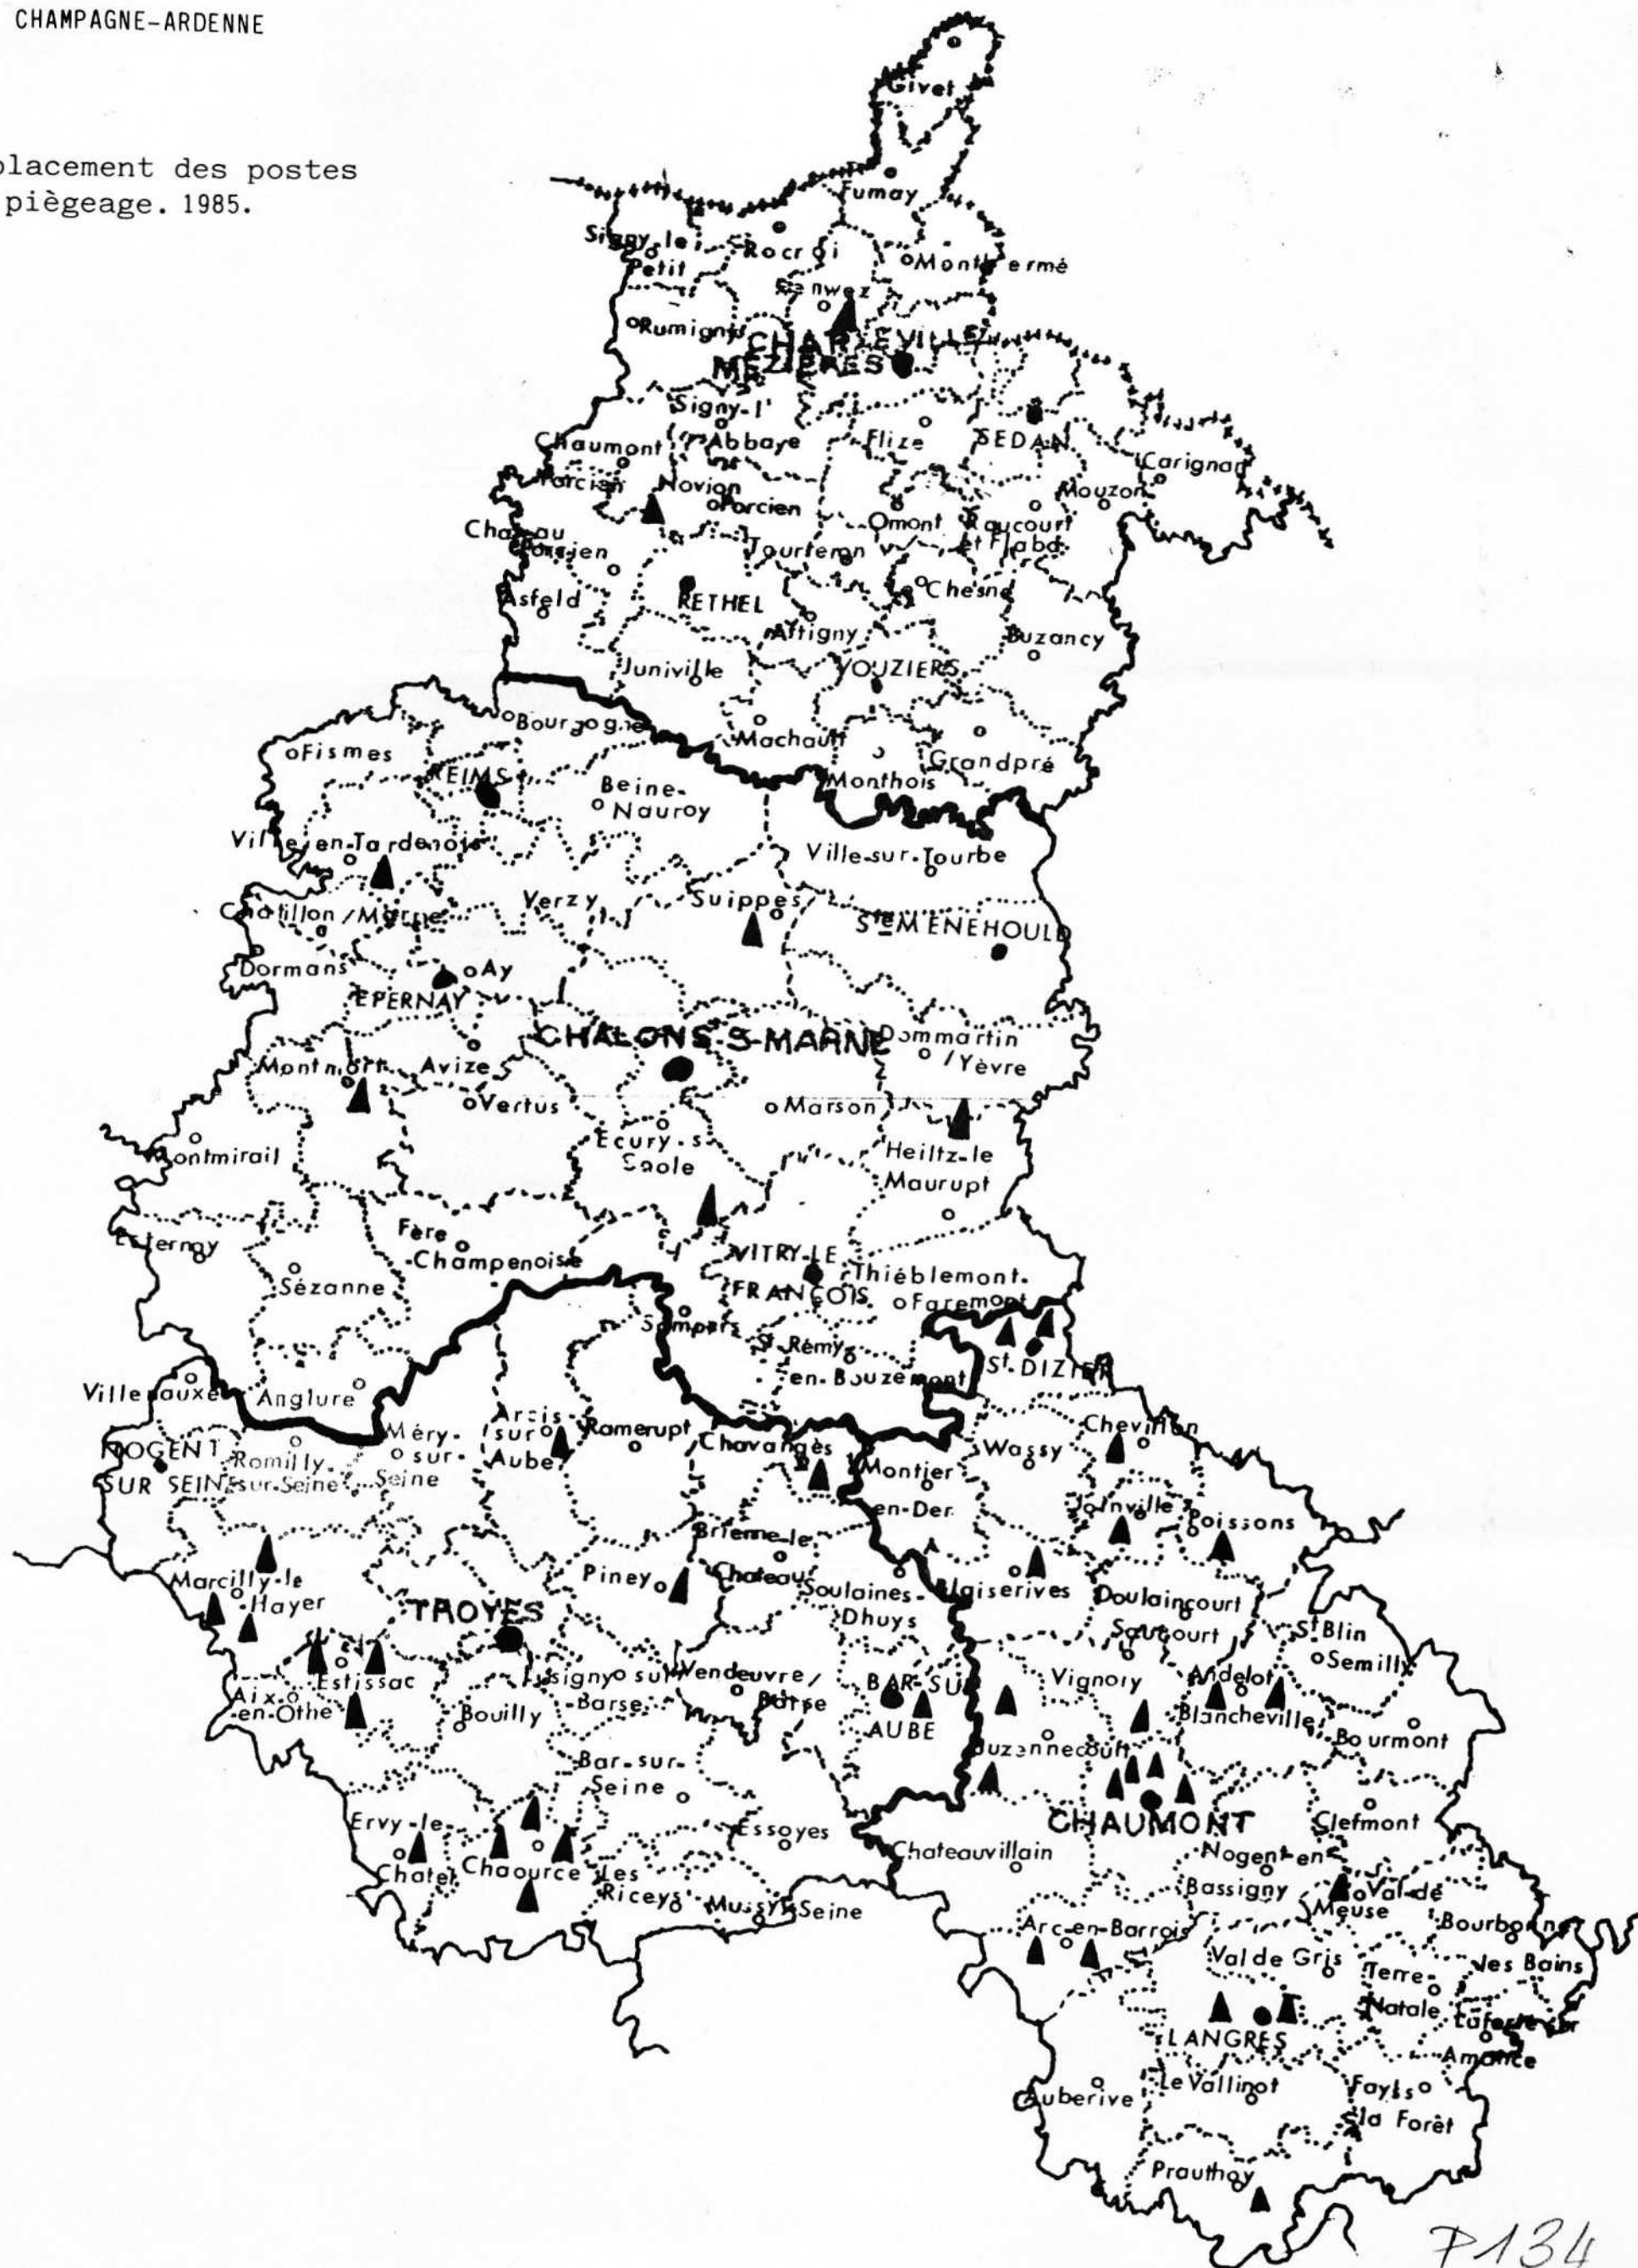 CHAMPAGNE-ARDENNE
placement des postes
piègeage. 1985.
Givet
Fumay
Signy-le
Petit
Rocroi
Monthermé
Renwez
Rumigny
CHARLEVILLE
MEZIERES
Signy-l'
Abbaye
Flize
SEDAN
Carignan
Chaumont
Porcien
Novion
Porcien
Mouzon
Omont
Raucourt
et Flaba
Chateau
Porcien
Tourteron
Le Chesne
Asfeld
RETHEL
Attigny
Buzancy
Juniville
VOUZIERS
Bourgogne
Machault
Grandpré
Monthois
Fismes
REIMS
Beine-
Nauroy
Ville-en-Tardenois
Ville-sur-Tourbe
Chatillon/Marne
Verzy
Suippes
Ste MENEHOULD
Dormans
Ay
EPERNAY
CHALONS-S-MARNE
Dommartin
/Yèvre
Montmort
Avize
Vertus
Marson
Montmirail
Ecury-s-
Coole
Heiltz-le
Maurupt
Esternay
Fère
-Champenoise
Sézanne
VITRY-LE
FRANÇOIS
Thiéblemont-
Faremont
Sompuis
St Rémy
en-Bouzemont
St-DIZIER
Villenauxe
Anglure
NOGENT
SUR SEINE
Romilly-
sur-Seine
Méry-
sur-
Seine
Arcis
sur
Aube
Ramerupt
Chavanges
Montier
en-Der
Wassy
Chevillon
Joinville
Poissons
Brienne-le
Chateau
Piney
Soulaines-
Dhuys
Blaiserives
Doulaincourt
Saucourt
St Blin
Semilly
Marcilly-le
-Hayer
TROYES
Estissac
Aix-
-en-Othe
Bouilly
Lusigny sur
-Barse
Vendeuvre/
Barse
BAR-SUR
AUBE
Vignory
Andelot
Blancheville
Bourmont
Juzennecourt
Bar-sur-
Seine
CHAUMONT
Clefmont
Ervy-le-
Chatel
Chaource
Les
Riceys
Essoyes
Mussy/Seine
Chateauvillain
Nogent-en
Bassigny
Val-de
Meuse
Bourbonne
les Bains
Arc-en-Barrois
Val de Gris
Terre-
Natale
Laferté-sur
Amance
LANGRES
Auberive
Le Vallinot
Fayls
la Forêt
Prauthoy
P134